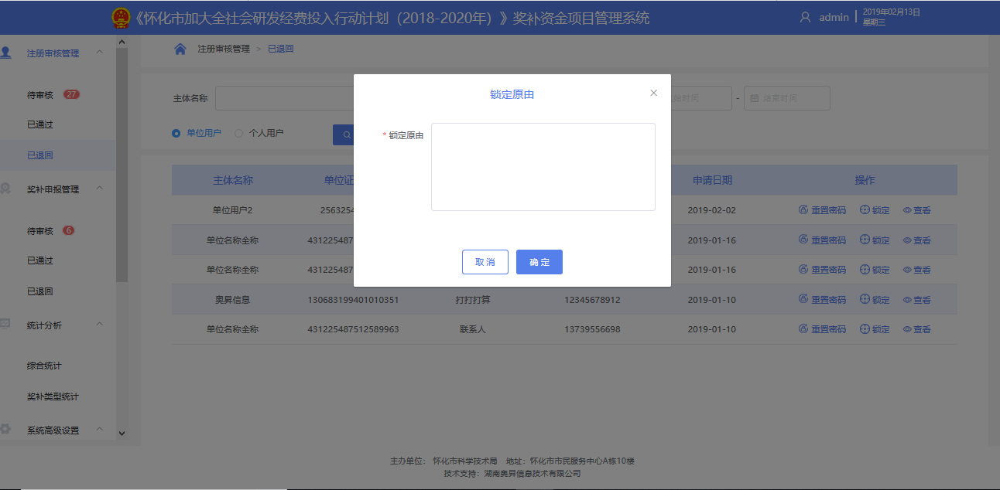 《怀化市加大全社会研发经费投入行动计划（2018-2020年）》奖补资金项目管理系统
admin
2019年02月13日
星期三
注册审核管理
待审核 27
已通过
已退回
奖补申报管理
待审核 6
已通过
已退回
统计分析
综合统计
奖补类型统计
系统高级设置
注册审核管理 > 已退回
主体名称
始时间 - 结束时间
单位用户 个人用户
主体名称 单位证 申请日期 操作
单位用户2 2563254 2019-02-02 重置密码 锁定 查看
单位名称全称 431225487 2019-01-16 重置密码 锁定 查看
单位名称全称 431225487 2019-01-16 重置密码 锁定 查看
奥昇信息 130683199401010351 打打打算 12345678912 2019-01-10 重置密码 锁定 查看
单位名称全称 431225487512589963 联系人 13739556698 2019-01-10 重置密码 锁定 查看
锁定原由
* 锁定原由
取 消 确 定
主办单位： 怀化市科学技术局 地址：怀化市市民服务中心A栋10楼
技术支持：湖南奥昇信息技术有限公司